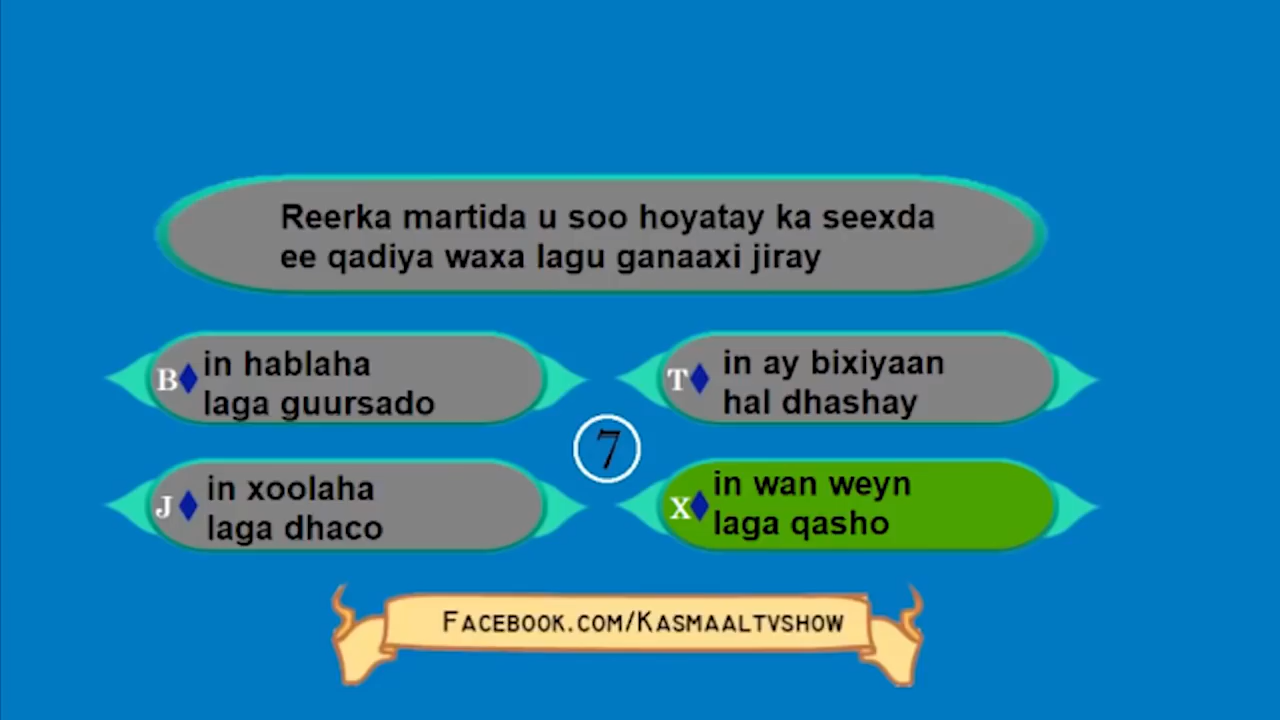 Reerka martida u soo hoyatay ka seexda
ee qadiya waxa lagu ganaaxi jiray
B in hablaha
laga guursado
T in ay bixiyaan
hal dhashay
7
J in xoolaha
laga dhaco
X in wan weyn
laga qasho
Facebook.com/Kasmaaltvshow